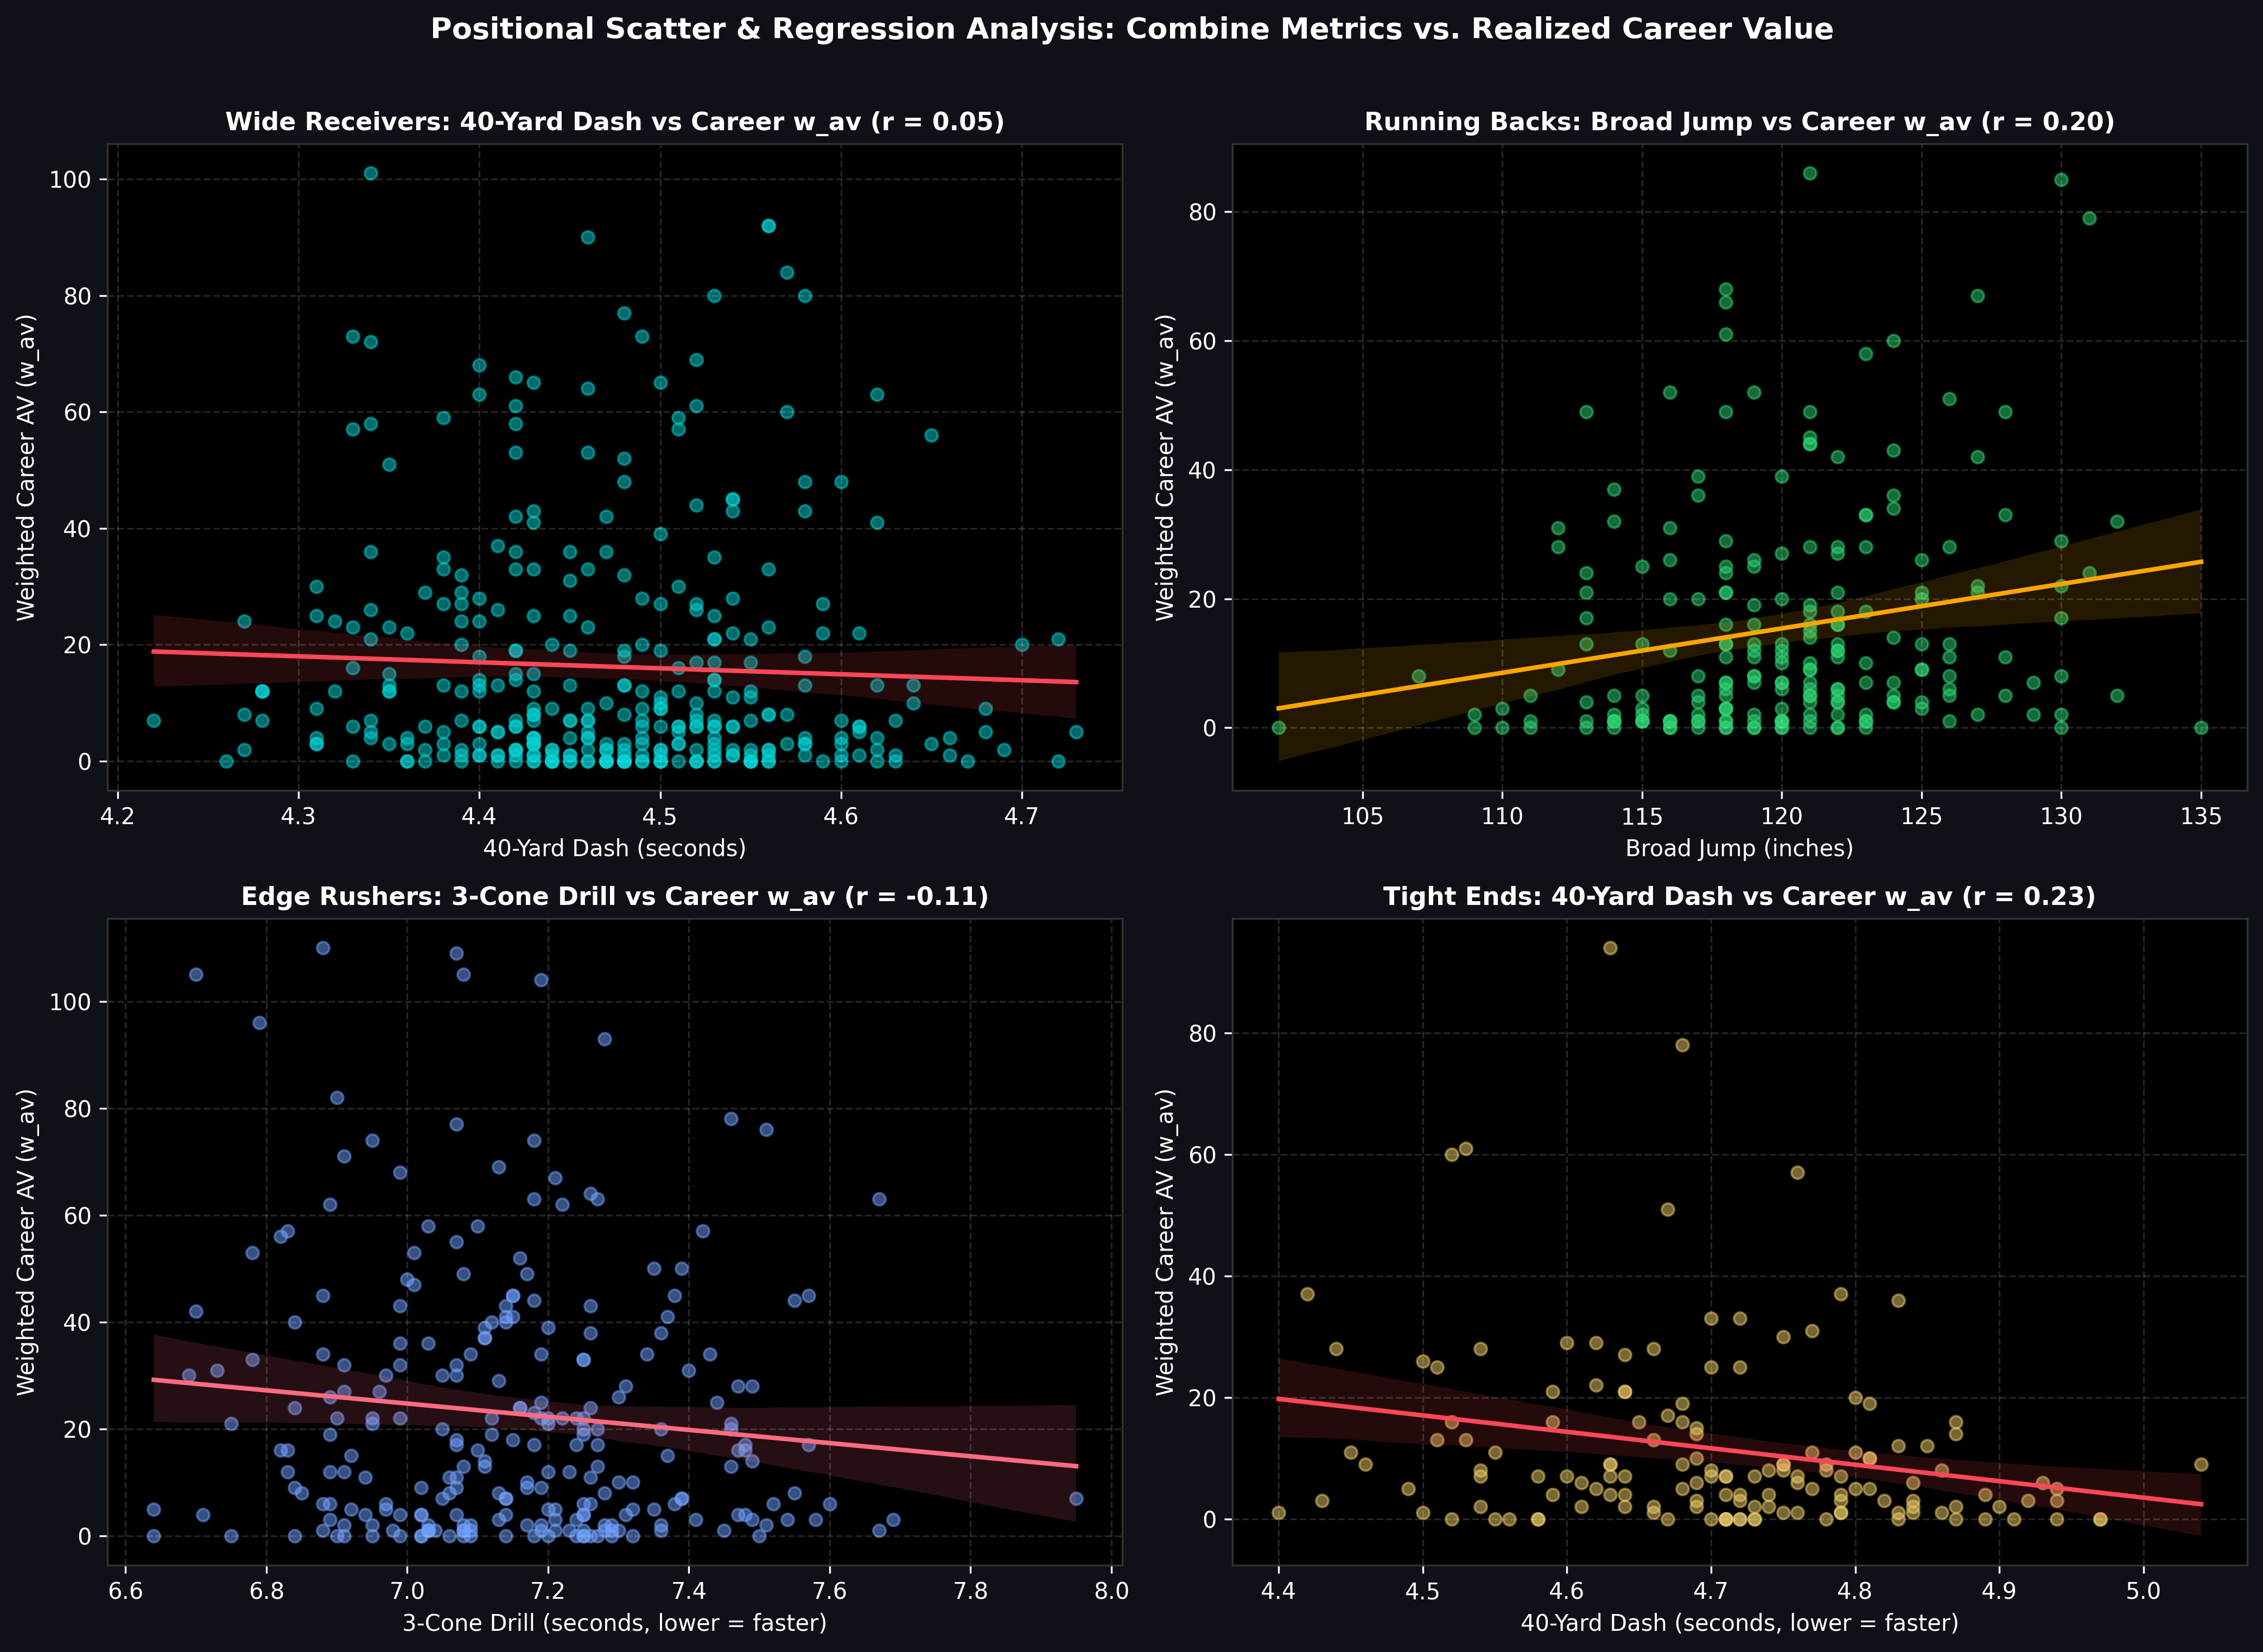 Positional Scatter & Regression Analysis: Combine Metrics vs. Realized Career Value
Wide Receivers: 40-Yard Dash vs Career w_av (r = 0.05)
Weighted Career AV (w_av)
100
80
60
40
20
0
4.2 4.3 4.4 4.5 4.6 4.7
40-Yard Dash (seconds)
Running Backs: Broad Jump vs Career w_av (r = 0.20)
Weighted Career AV (w_av)
80
60
40
20
0
105 110 115 120 125 130 135
Broad Jump (inches)
Edge Rushers: 3-Cone Drill vs Career w_av (r = -0.11)
Weighted Career AV (w_av)
100
80
60
40
20
0
6.6 6.8 7.0 7.2 7.4 7.6 7.8 8.0
3-Cone Drill (seconds, lower = faster)
Tight Ends: 40-Yard Dash vs Career w_av (r = 0.23)
Weighted Career AV (w_av)
80
60
40
20
0
4.4 4.5 4.6 4.7 4.8 4.9 5.0
40-Yard Dash (seconds, lower = faster)